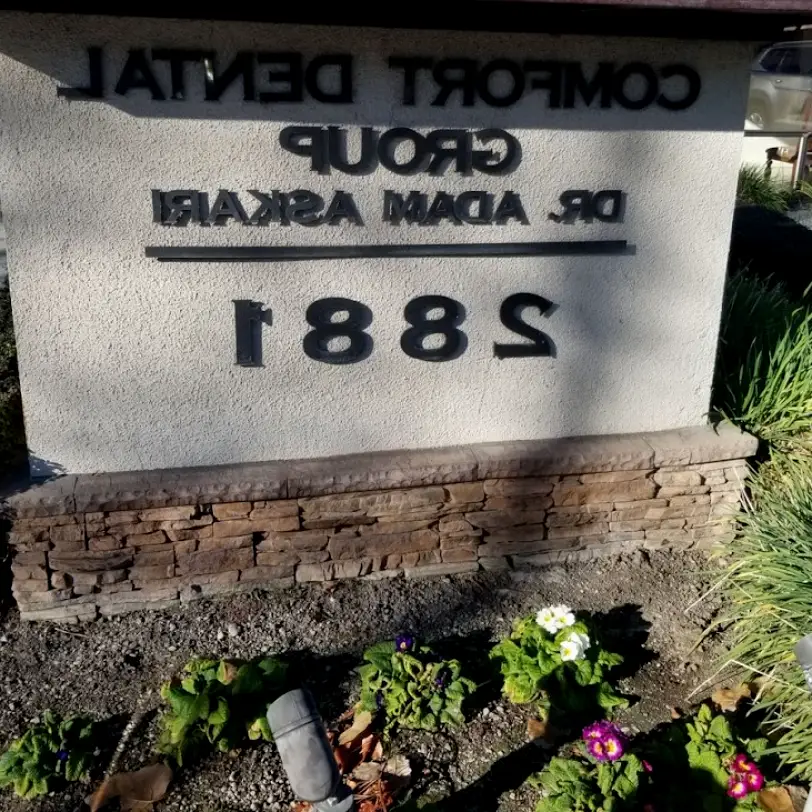 COMFORT DENTAL
GROUP
DR. ADAM ASKARI
2881